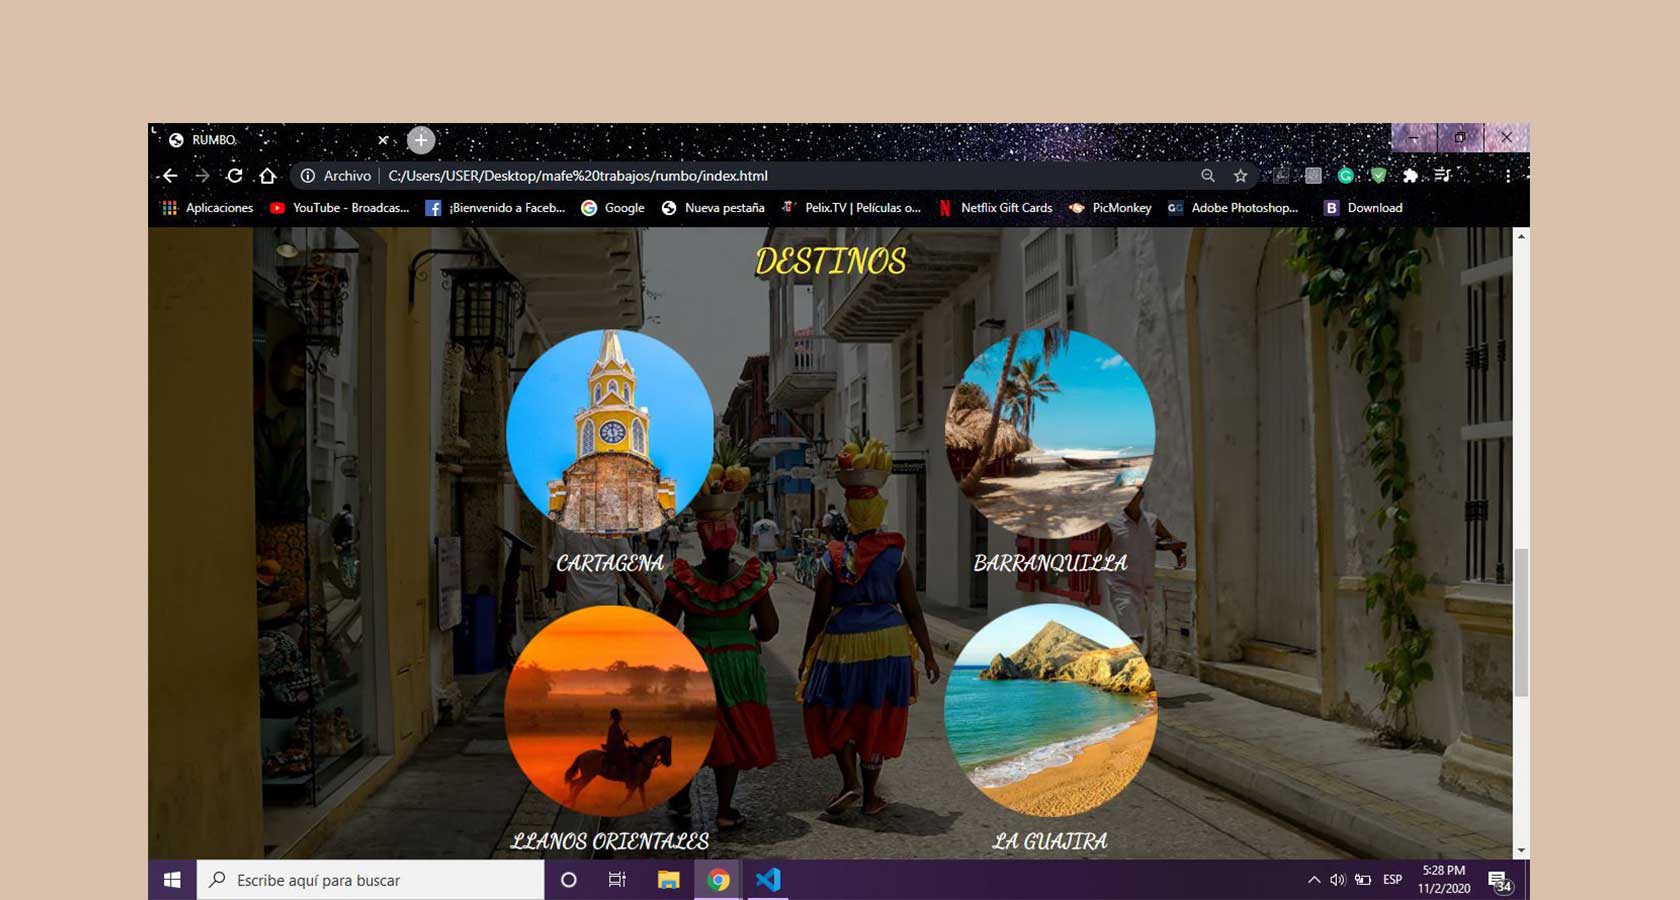 RUMBO
Archivo
C:/Users/USER/Desktop/mafe%20trabajos/rumbo/index.html
Aplicaciones
YouTube - Broadcas...
¡Bienvenido a Faceb...
Google
Nueva pestaña
Pelix.TV | Películas o...
Netflix Gift Cards
PicMonkey
Adobe Photoshop...
Download
DESTINOS
CARTAGENA
BARRANQUILLA
LLANOS ORIENTALES
LA GUAJIRA
Escribe aquí para buscar
ESP
5:28 PM
11/2/2020
34